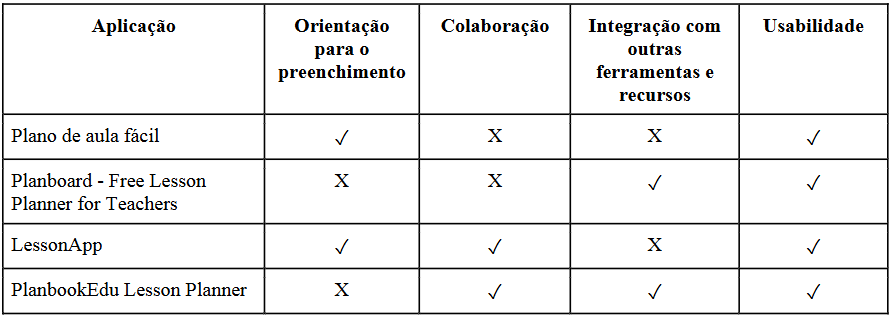 Aplicação Orientação Colaboração Integração com Usabilidade
para o outras
preenchimento ferramentas e
recursos
Plano de aula fácil ✓ X X ✓
Planboard - Free Lesson X X ✓ ✓
Planner for Teachers
LessonApp ✓ ✓ X ✓
PlanbookEdu Lesson Planner X ✓ ✓ ✓